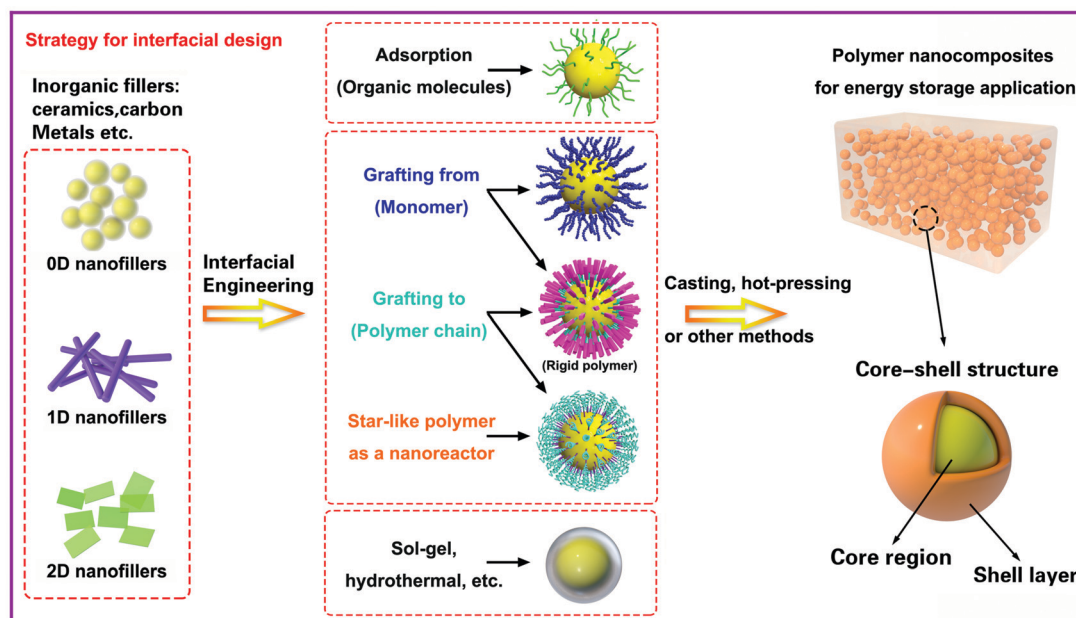 Strategy for interfacial design
Inorganic fillers:
ceramics,carbon
Metals etc.
0D nanofillers
1D nanofillers
2D nanofillers
Interfacial
Engineering
Adsorption
(Organic molecules)
Grafting from
(Monomer)
Grafting to
(Polymer chain)
(Rigid polymer)
Star-like polymer
as a nanoreactor
Sol-gel,
hydrothermal, etc.
Casting, hot-pressing
or other methods
Polymer nanocomposites
for energy storage application
Core–shell structure
Core region
Shell layer